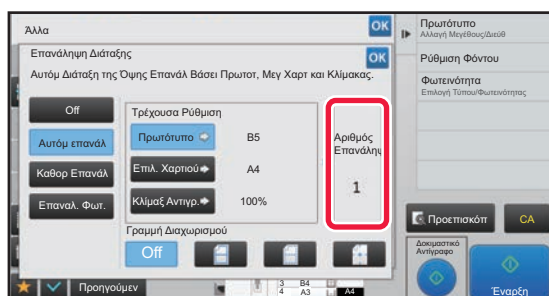 Άλλα
OK
Επανάληψη Διάταξης
OK
Αυτόμ Διάταξη της Όψης Επανάλ Βάσει Πρωτοτ, Μεγ Χαρτ και Κλίμακας.
Off
Αυτόμ επανάλ
Καθορ Επανάλ
Επαναλ. Φωτ.
Τρέχουσα Ρύθμιση
Πρωτότυπο
B5
Επιλ. Χαρτιού
A4
Κλίμαξ Αντιγρ.
100%
Αριθμός
Επανάληψ
1
Γραμμή Διαχωρισμού
Off
Προηγούμεν
3 B4
4 A3
A4
Πρωτότυπο
Αλλαγή Μεγέθους/Διεύθ
Ρύθμιση Φόντου
Φωτεινότητα
Επιλογή Τύπου/Φωτεινότητας
Προεπισκόπ
CA
Δοκιμαστικό
Αντίγραφο
Έναρξη